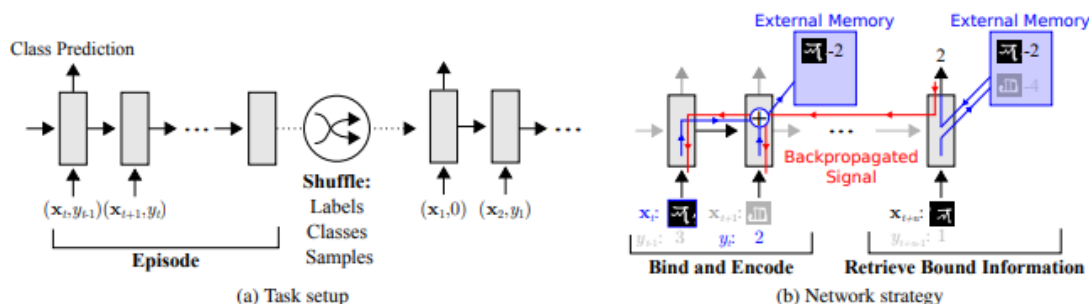 Class Prediction
(x_t,y_{t-1})(x_{t+1},y_t)
Episode
Shuffle:
Labels
Classes
Samples
(x_1,0) (x_2,y_1)
(a) Task setup
External Memory External Memory
-2 2 -2
-4
Backpropagated
Signal
x_t: x_{t+1}: x_{t+n}:
y_{t-1}: 3 y_t: 2 y_{t+n-1}: 1
Bind and Encode Retrieve Bound Information
(b) Network strategy